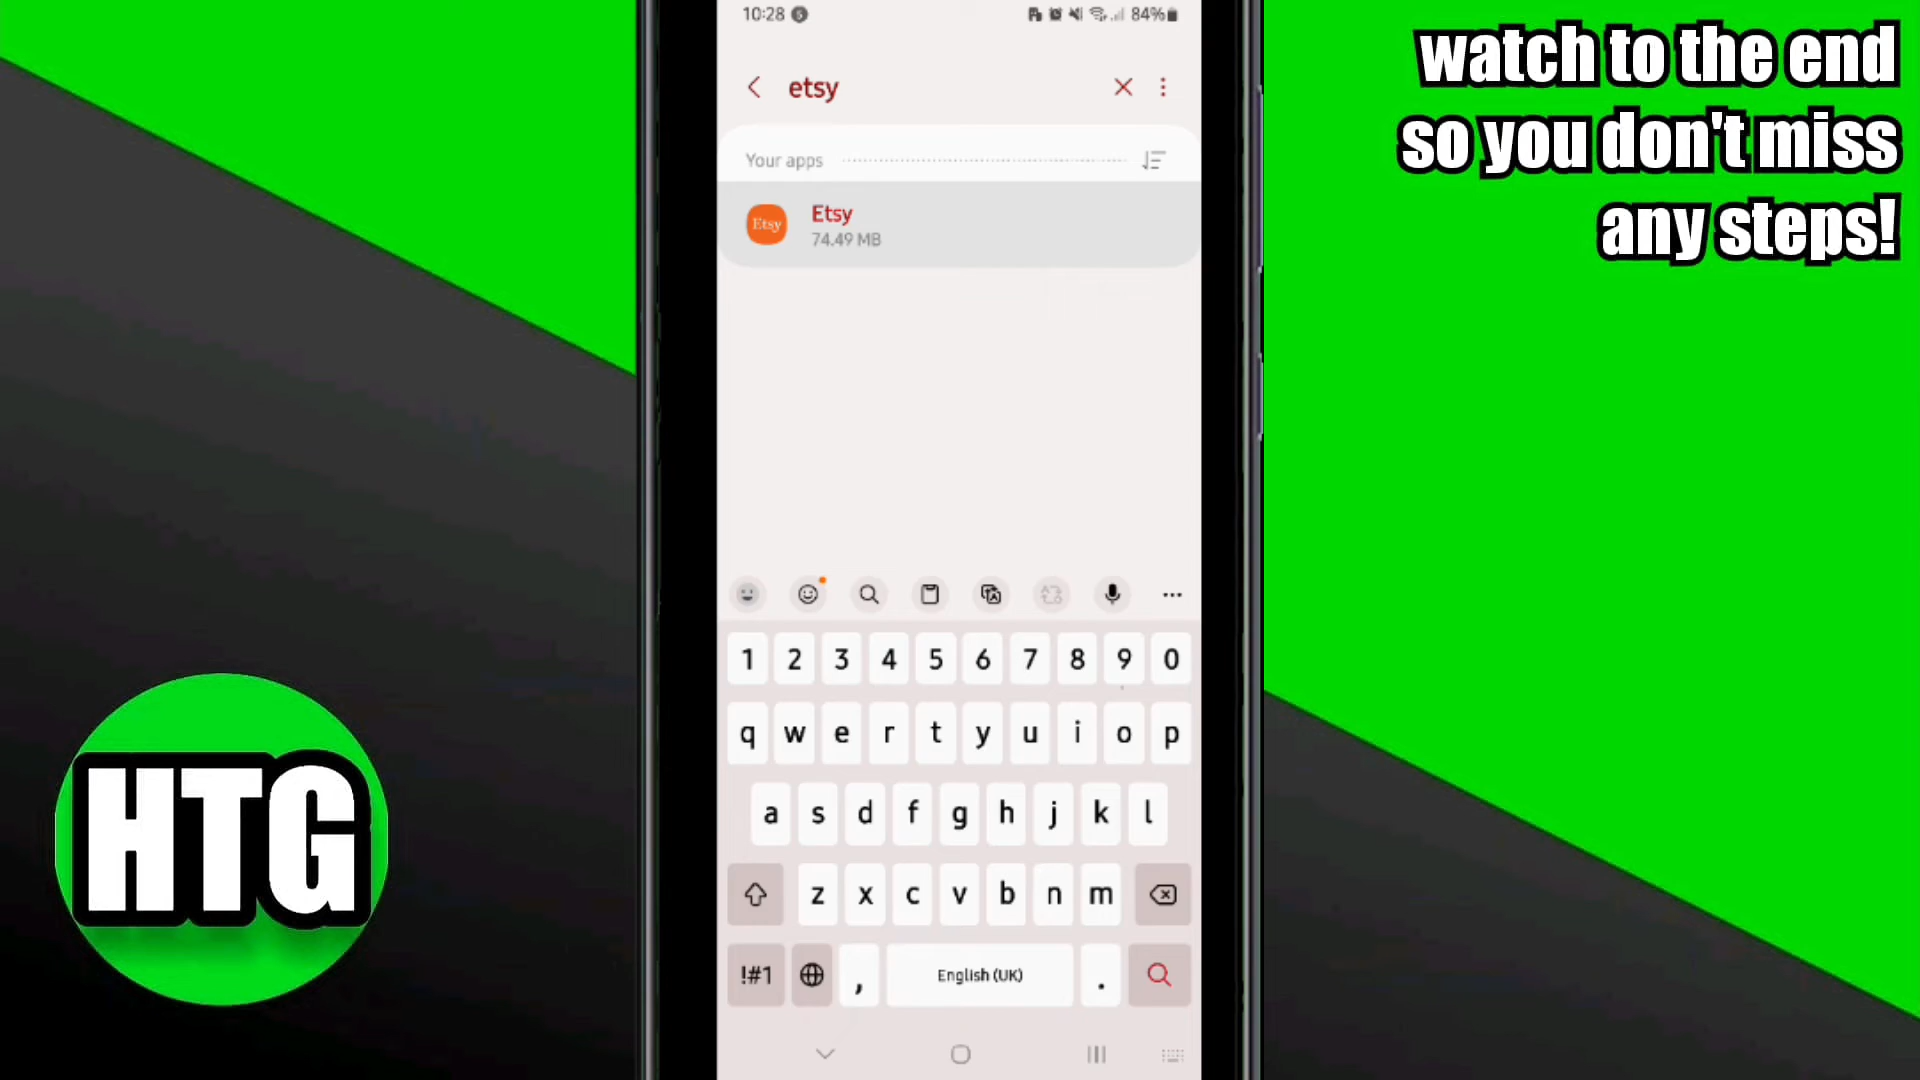 10:28
84%
watch to the end
so you don't miss
any steps!
etsy
Your apps
Etsy
Etsy
74.49 MB
1 2 3 4 5 6 7 8 9 0
q w e r t y u i o p
a s d f g h j k l
z x c v b n m
!#1 , English (UK) .
HTG